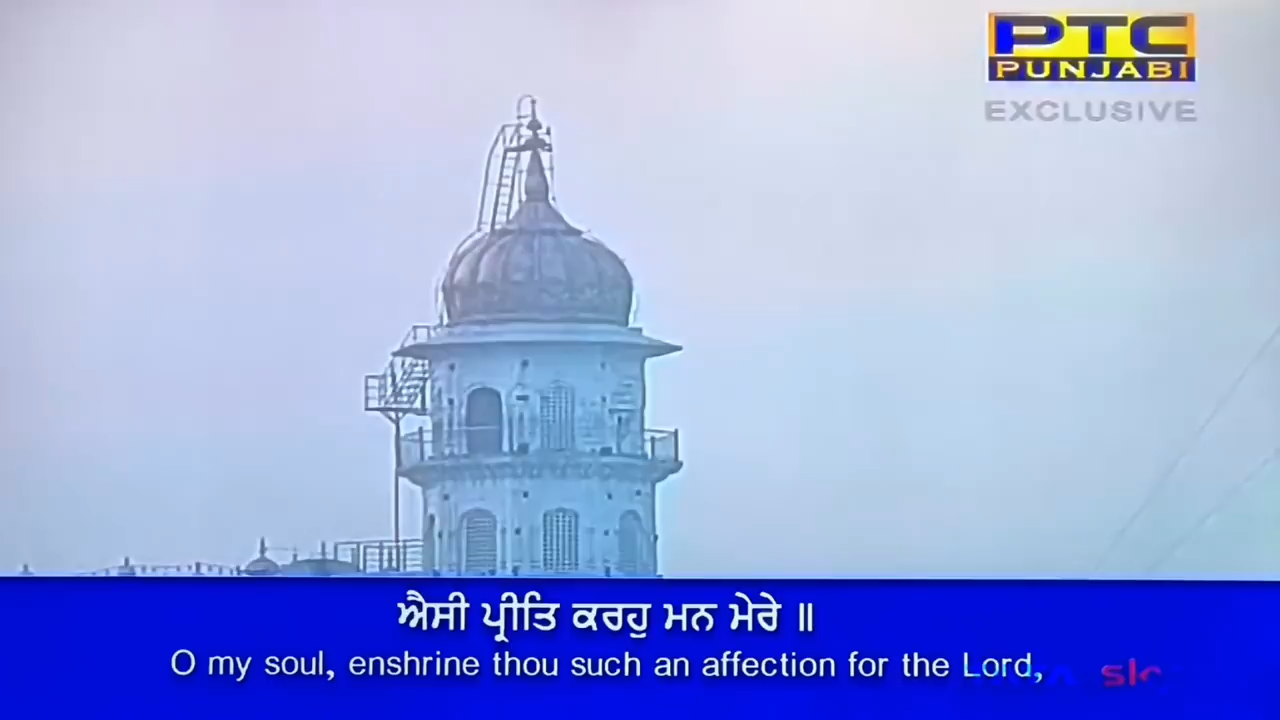 PTC
PUNJABI
EXCLUSIVE
ਐਸੀ ਪ੍ਰੀਤਿ ਕਰਹੁ ਮਨ ਮੇਰੇ ॥
O my soul, enshrine thou such an affection for the Lord,